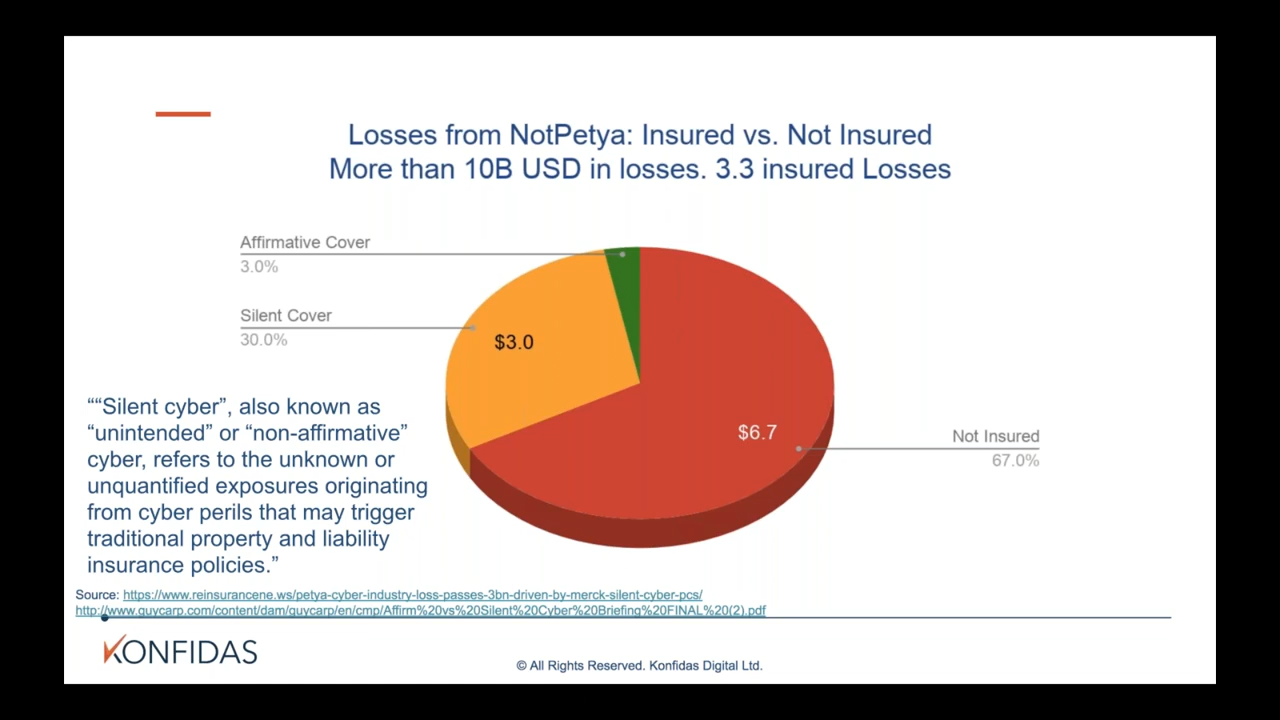 Losses from NotPetya: Insured vs. Not Insured
More than 10B USD in losses. 3.3 insured Losses
Affirmative Cover
3.0%
Silent Cover
30.0%
$3.0
$6.7
Not Insured
67.0%
““Silent cyber”, also known as
“unintended” or “non-affirmative”
cyber, refers to the unknown or
unquantified exposures originating
from cyber perils that may trigger
traditional property and liability
insurance policies.”
Source: https://www.reinsurancene.ws/petya-cyber-industry-loss-passes-3bn-driven-by-merck-silent-cyber-pcs/
http://www.guycarp.com/content/dam/guycarp/en/cmp/Affirm%20vs%20Silent%20Cyber%20Briefing%20FINAL%20(2).pdf
KONFIDAS
© All Rights Reserved. Konfidas Digital Ltd.